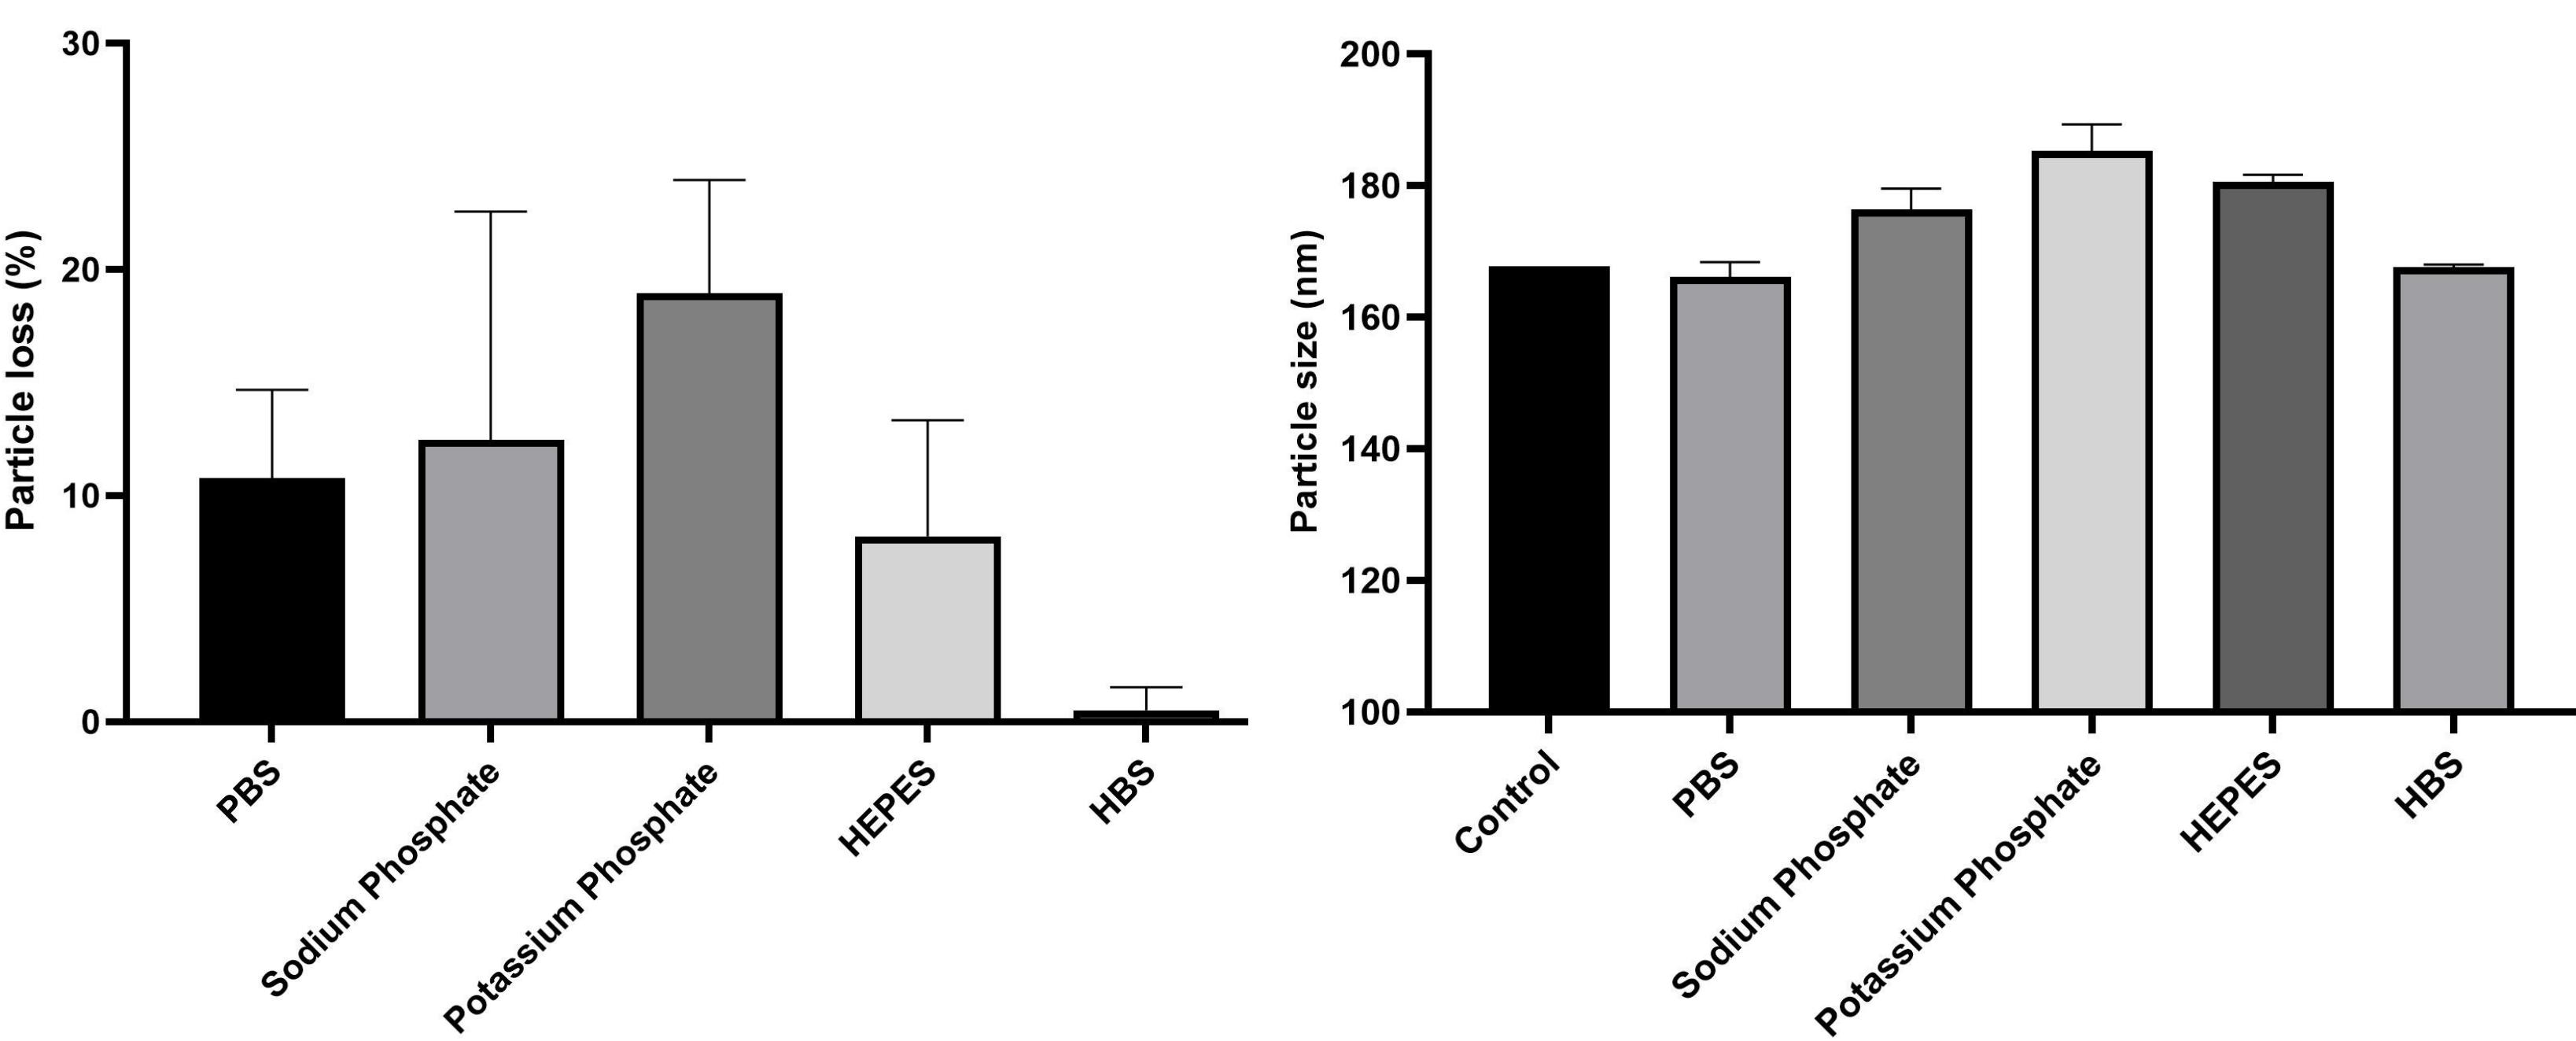 Particle loss (%)
30
20
10
0
PBS
Sodium Phosphate
Potassium Phosphate
HEPES
HBS
Particle size (nm)
200
180
160
140
120
100
Control
PBS
Sodium Phosphate
Potassium Phosphate
HEPES
HBS